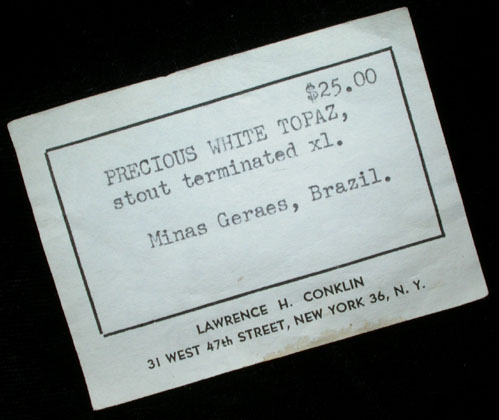 $25.00
PRECIOUS WHITE TOPAZ,
stout terminated xl.
Minas Geraes, Brazil.
LAWRENCE H. CONKLIN
31 WEST 47th STREET, NEW YORK 36, N. Y.